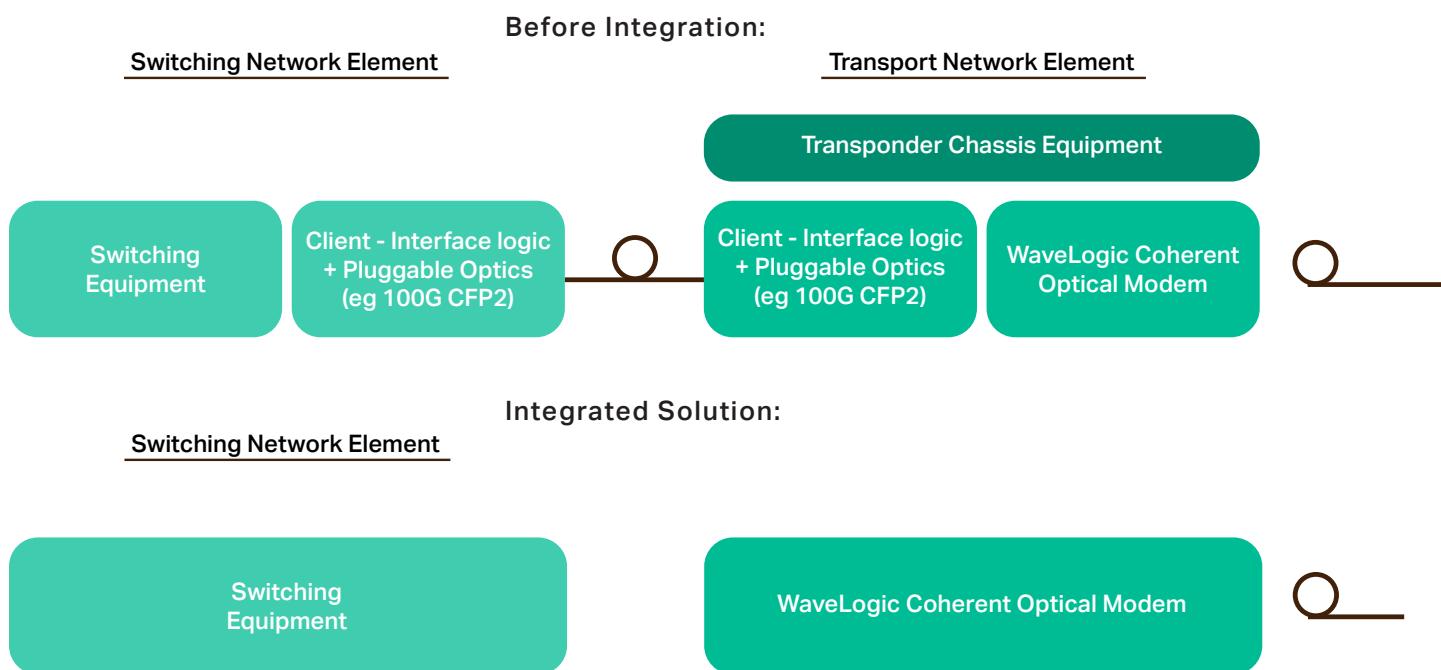 Before Integration:
Switching Network Element
Transport Network Element
Transponder Chassis Equipment
Switching
Equipment
Client - Interface logic
+ Pluggable Optics
(eg 100G CFP2)
Client - Interface logic
+ Pluggable Optics
(eg 100G CFP2)
WaveLogic Coherent
Optical Modem
Integrated Solution:
Switching Network Element
Switching
Equipment
WaveLogic Coherent Optical Modem